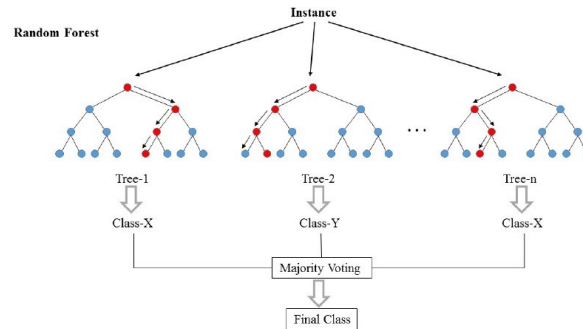 Instance
Random Forest
...
Tree-1 Tree-2 Tree-n
Class-X Class-Y Class-X
Majority Voting
Final Class